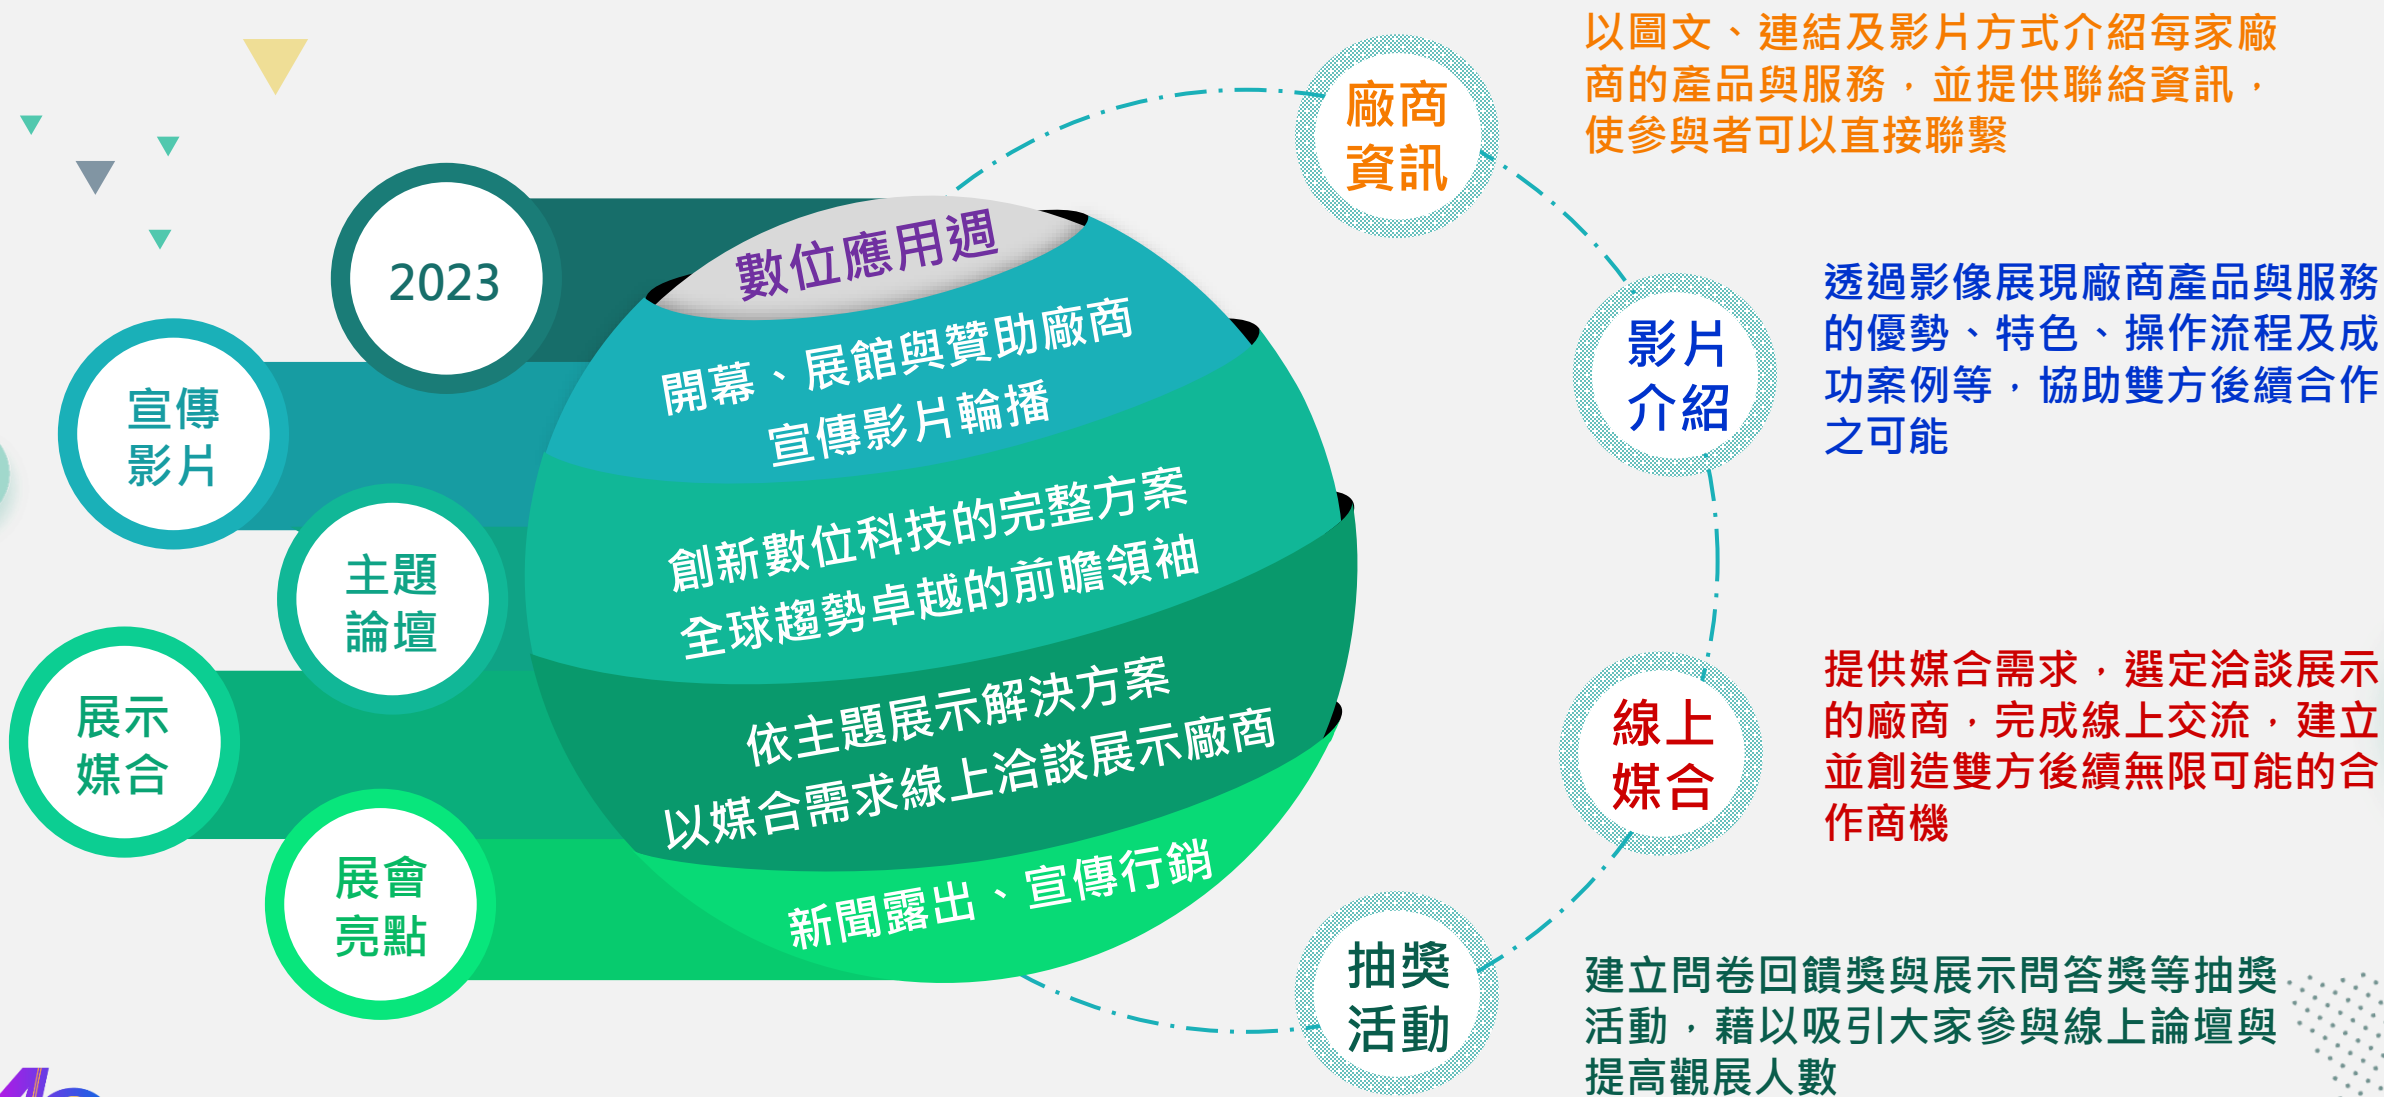 2023
數位應用週
宣傳
影片
開幕、展館與贊助廠商
宣傳影片輪播
主題
論壇
創新數位科技的完整方案
全球趨勢卓越的前瞻領袖
展示
媒合
依主題展示解決方案
以媒合需求線上洽談展示廠商
展會
亮點
新聞露出、宣傳行銷
廠商
資訊
以圖文、連結及影片方式介紹每家廠
商的產品與服務，並提供聯絡資訊，
使參與者可以直接聯繫
影片
介紹
透過影像展現廠商產品與服務
的優勢、特色、操作流程及成
功案例等，協助雙方後續合作
之可能
線上
媒合
提供媒合需求，選定洽談展示
的廠商，完成線上交流，建立
並創造雙方後續無限可能的合
作商機
抽獎
活動
建立問卷回饋獎與展示問答獎等抽獎
活動，藉以吸引大家參與線上論壇與
提高觀展人數